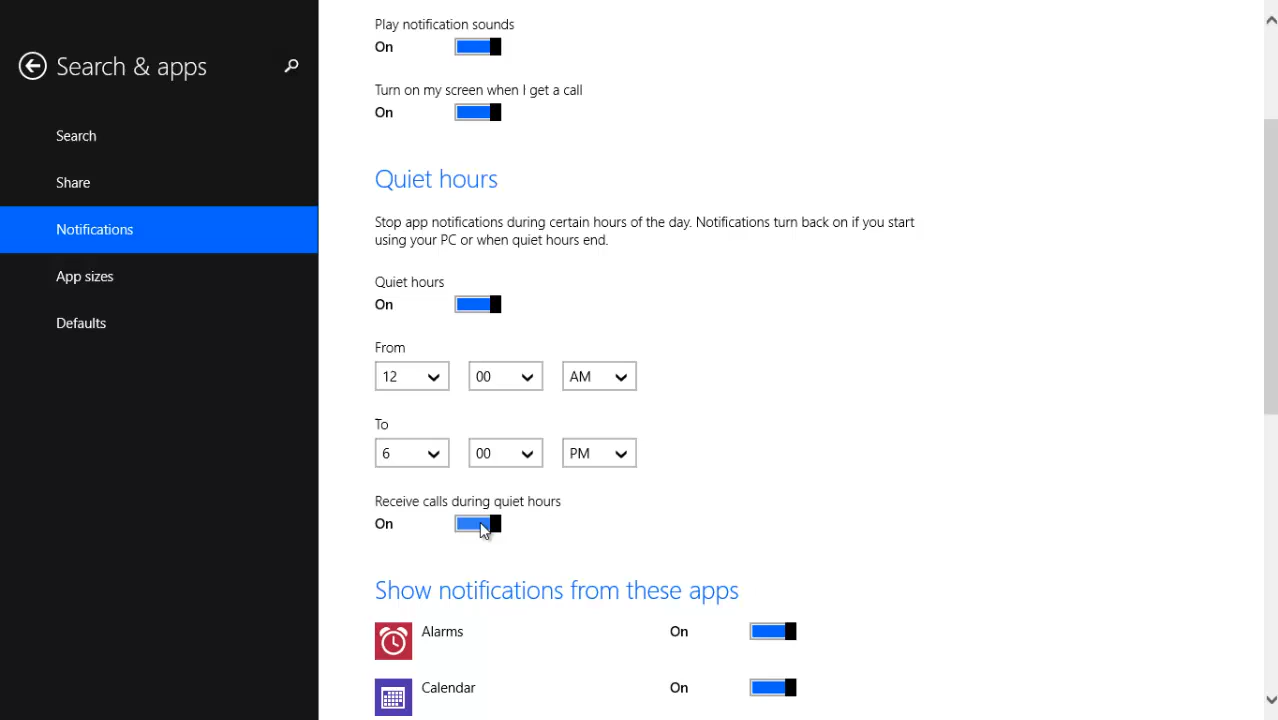 Search & apps
Search
Share
Notifications
App sizes
Defaults
Play notification sounds
On
Turn on my screen when I get a call
On
Quiet hours
Stop app notifications during certain hours of the day. Notifications turn back on if you start
using your PC or when quiet hours end.
Quiet hours
On
From
12 00 AM
To
6 00 PM
Receive calls during quiet hours
On
Show notifications from these apps
Alarms On
Calendar On